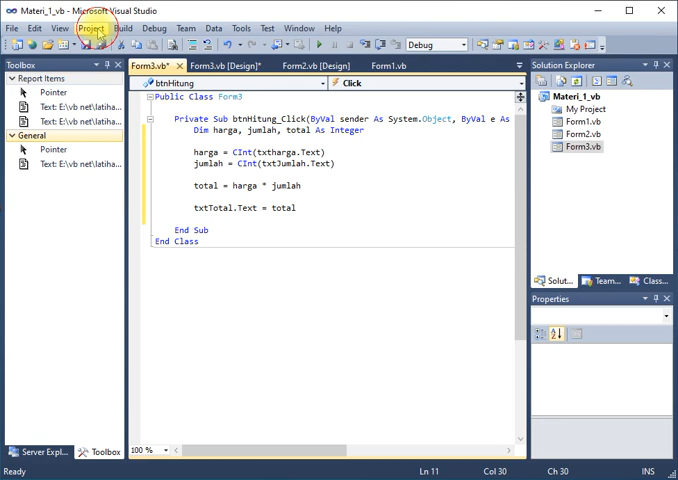 Materi_1_vb - Microsoft Visual Studio
File Edit View Project Build Debug Team Data Tools Test Window Help
Debug
Toolbox
Report Items
Pointer
Text: E:\vb net\latiha...
Text: E:\vb net\latiha...
General
Pointer
Text: E:\vb net\latiha...
Server Expl... Toolbox
Form3.vb* Form3.vb [Design]* Form2.vb [Design] Form1.vb
btnHitung Click
Public Class Form3
Private Sub btnHitung_Click(ByVal sender As System.Object, ByVal e As
Dim harga, jumlah, total As Integer
harga = CInt(txtharga.Text)
jumlah = CInt(txtJumlah.Text)
total = harga * jumlah
txtTotal.Text = total
End Sub
End Class
100 %
Solution Explorer
Materi_1_vb
My Project
Form1.vb
Form2.vb
Form3.vb
Solut... Team... Class...
Properties
Ready Ln 11 Col 30 Ch 30 INS